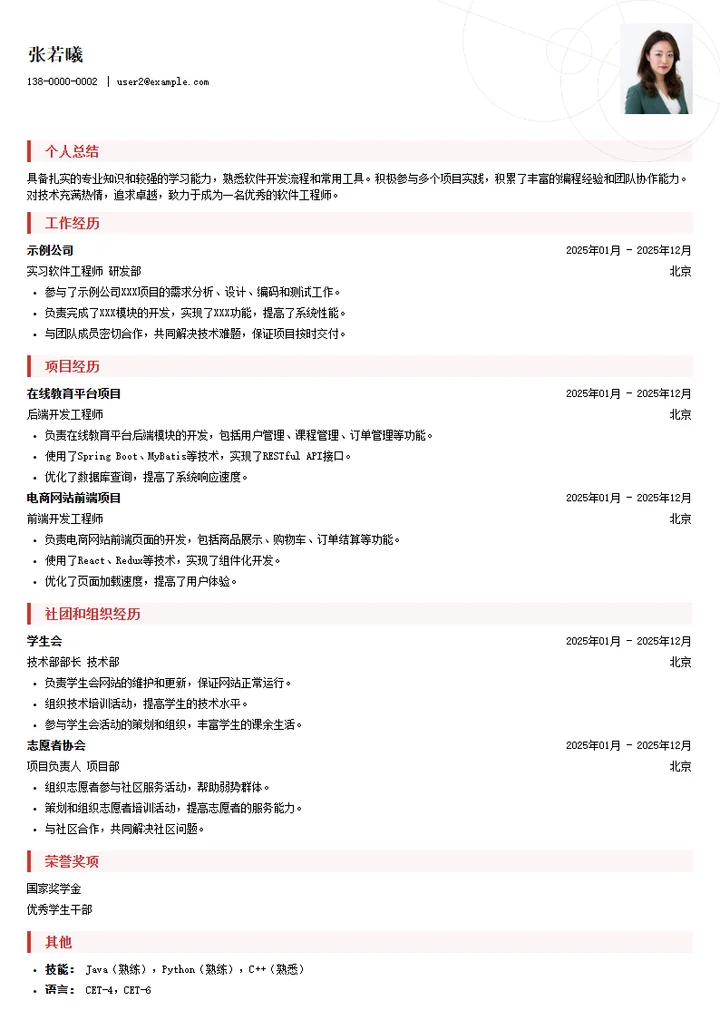 张若曦
138-0000-0002 | user2@example.com
个人总结
具备扎实的专业知识和较强的学习能力，熟悉软件开发流程和常用工具。积极参与多个项目实践，积累了丰富的编程经验和团队协作能力。
对技术充满热情，追求卓越，致力于成为一名优秀的软件工程师。
工作经历
示例公司 2025年01月 - 2025年12月
实习软件工程师 研发部 北京
• 参与了示例公司XXX项目的需求分析、设计、编码和测试工作。
• 负责完成了XXX模块的开发，实现了XXX功能，提高了系统性能。
• 与团队成员密切合作，共同解决技术难题，保证项目按时交付。
项目经历
在线教育平台项目 2025年01月 - 2025年12月
后端开发工程师 北京
• 负责在线教育平台后端模块的开发，包括用户管理、课程管理、订单管理等功能。
• 使用了Spring Boot、MyBatis等技术，实现了RESTful API接口。
• 优化了数据库查询，提高了系统响应速度。
电商网站前端项目 2025年01月 - 2025年12月
前端开发工程师 北京
• 负责电商网站前端页面的开发，包括商品展示、购物车、订单结算等功能。
• 使用了React、Redux等技术，实现了组件化开发。
• 优化了页面加载速度，提高了用户体验。
社团和组织经历
学生会 2025年01月 - 2025年12月
技术部部长 技术部 北京
• 负责学生会网站的维护和更新，保证网站正常运行。
• 组织技术培训活动，提高学生的技术水平。
• 参与学生会活动的策划和组织，丰富学生的课余生活。
志愿者协会 2025年01月 - 2025年12月
项目负责人 项目部 北京
• 组织志愿者参与社区服务活动，帮助弱势群体。
• 策划和组织志愿者培训活动，提高志愿者的服务能力。
• 与社区合作，共同解决社区问题。
荣誉奖项
国家奖学金
优秀学生干部
其他
• 技能： Java（熟练），Python（熟练），C++（熟悉）
• 语言： CET-4，CET-6